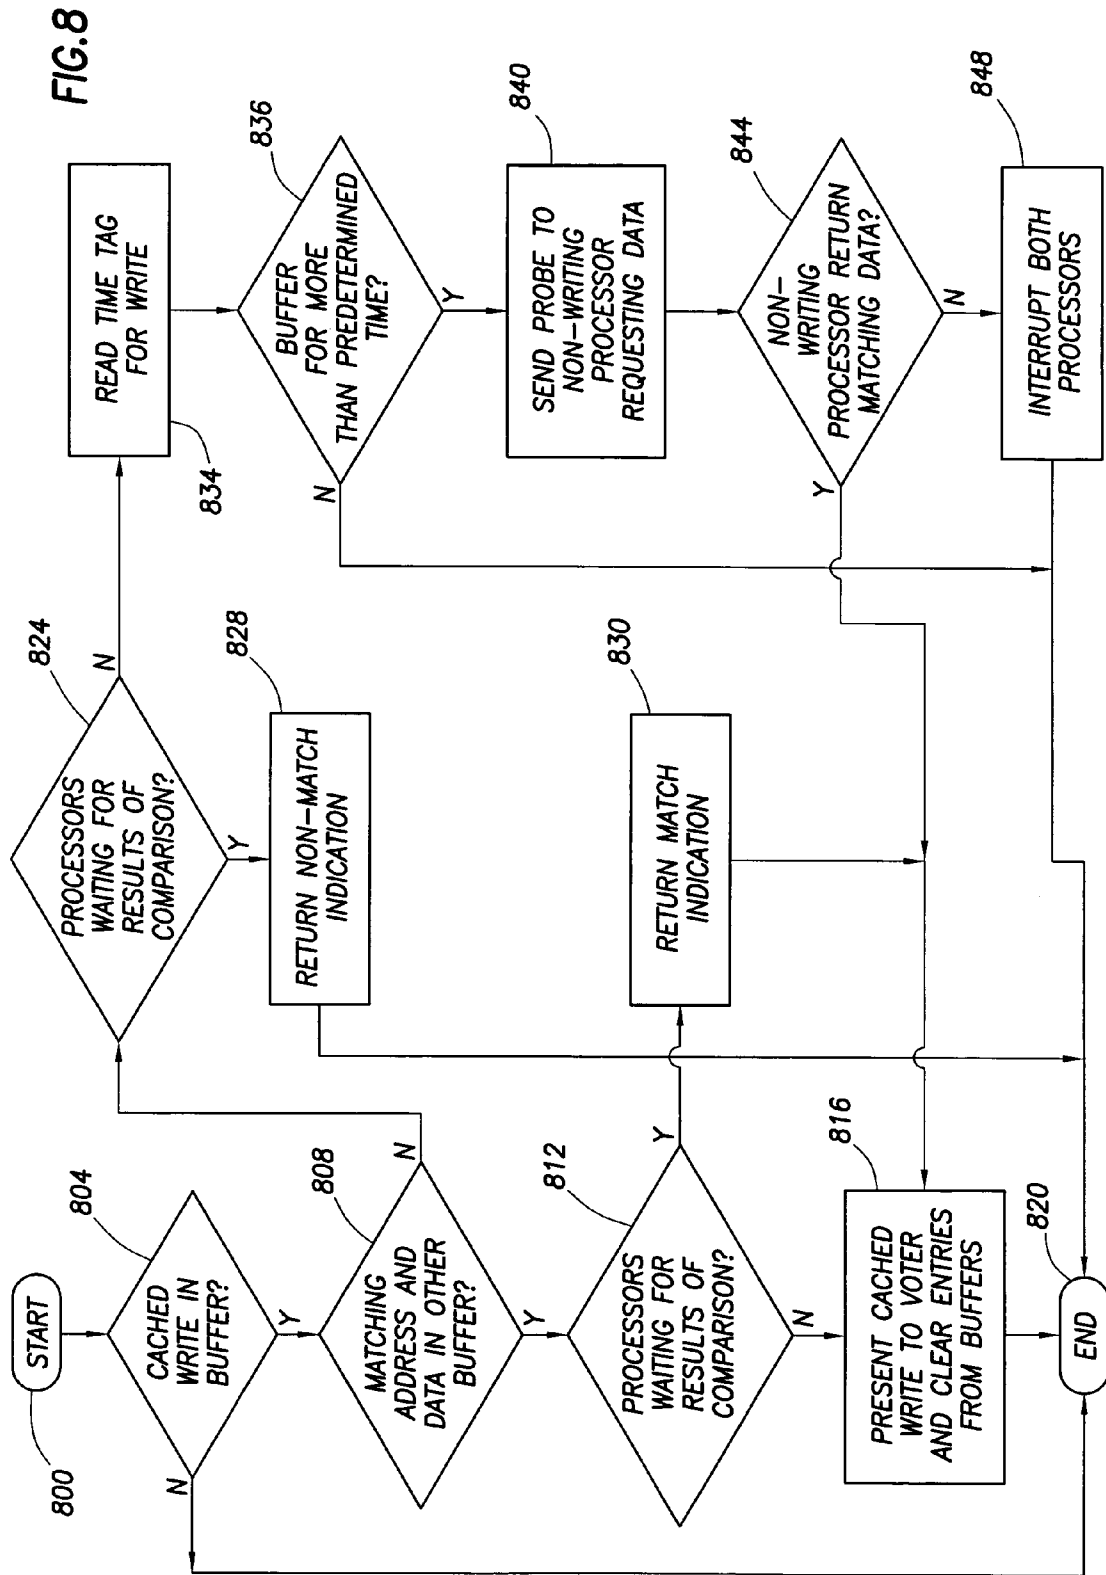 FIG.8
START
800
CACHED
WRITE IN
BUFFER?
804
N
Y
MATCHING
ADDRESS AND
DATA IN OTHER
BUFFER?
808
N
Y
PROCESSORS
WAITING FOR
RESULTS OF
COMPARISON?
812
Y
N
PRESENT CACHED
WRITE TO VOTER
AND CLEAR ENTRIES
FROM BUFFERS
816
END
820
PROCESSORS
WAITING FOR
RESULTS OF
COMPARISON?
824
N
Y
RETURN NON-MATCH
INDICATION
828
RETURN MATCH
INDICATION
830
READ TIME TAG
FOR WRITE
834
BUFFER
FOR MORE
THAN PREDETERMINED
TIME?
836
N
Y
SEND PROBE TO
NON-WRITING
PROCESSOR
REQUESTING DATA
840
NON-
WRITING
PROCESSOR RETURN
MATCHING DATA?
844
Y
N
INTERRUPT BOTH
PROCESSORS
848